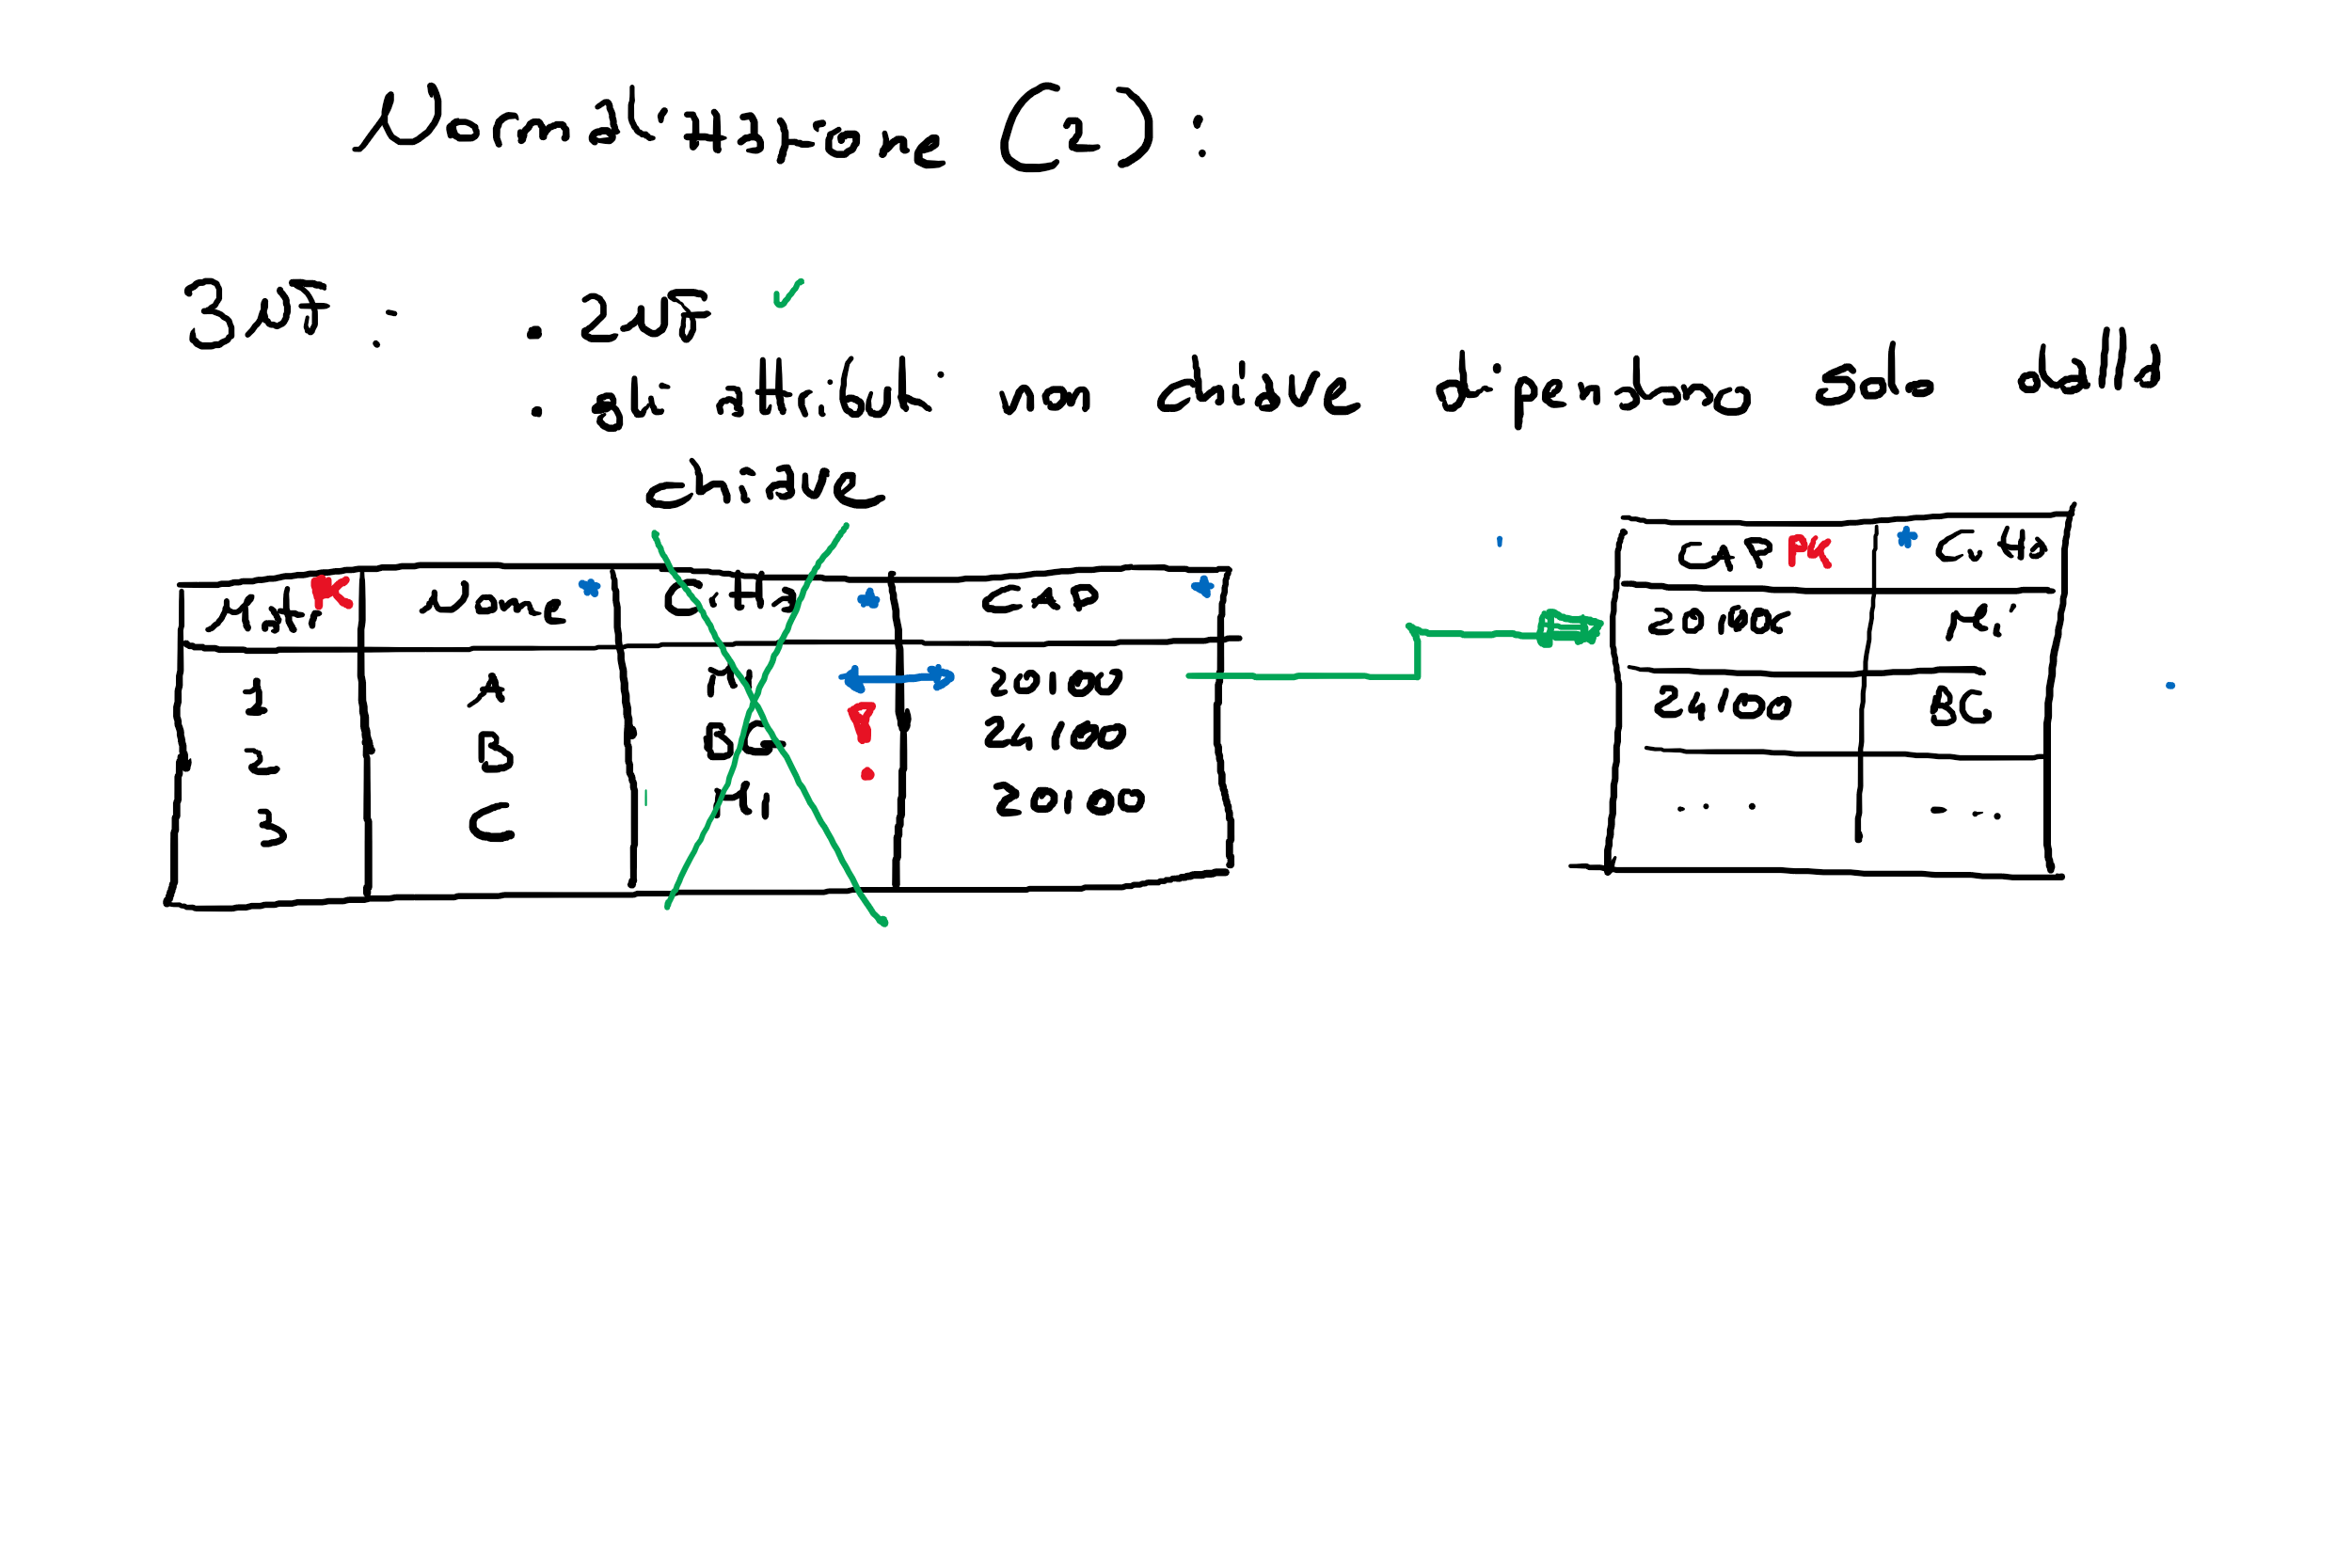 Normalizzazione (2):
3NF: . 2NF ✓
. gli attributi non chiave dipendano solo dalla
chiave
Matr PK Nome * Città * CAP *
1 A Mi 20100
2 B BG 24100
3 C Mi 20100
!
CAP PK * Città
20100 Mi
24100 BG
... ...